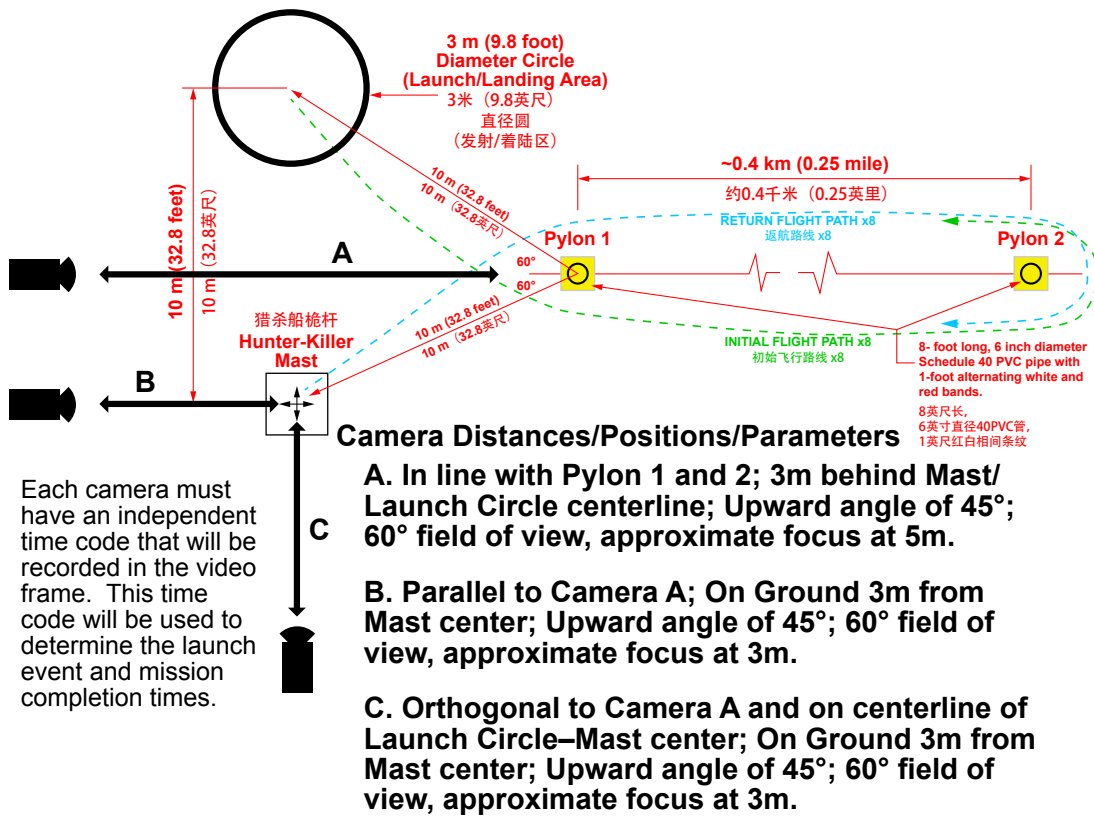 3 m (9.8 foot)
Diameter Circle
(Launch/Landing Area)
3米（9.8英尺）
直径圆
（发射/着陆区）
~0.4 km (0.25 mile)
约0.4千米（0.25英里）
RETURN FLIGHT PATH x8
返航路线 x8
10 m (32.8 feet)
10 m（32.8英尺）
10 m (32.8 feet)
10 m（32.8英尺）
Pylon 1
Pylon 2
A
60°
60°
10 m (32.8 feet)
10 m（32.8英尺）
猎杀船桅杆
Hunter-Killer
Mast
B
INITIAL FLIGHT PATH x8
初始飞行路线 x8
8- foot long, 6 inch diameter
Schedule 40 PVC pipe with
1-foot alternating white and
red bands.
8英尺长，
6英寸直径40PVC管，
1英尺红白相间条纹
C
Each camera must
have an independent
time code that will be
recorded in the video
frame. This time
code will be used to
determine the launch
event and mission
completion times.
Camera Distances/Positions/Parameters
A. In line with Pylon 1 and 2; 3m behind Mast/
Launch Circle centerline; Upward angle of 45°;
60° field of view, approximate focus at 5m.
B. Parallel to Camera A; On Ground 3m from
Mast center; Upward angle of 45°; 60° field of
view, approximate focus at 3m.
C. Orthogonal to Camera A and on centerline of
Launch Circle–Mast center; On Ground 3m from
Mast center; Upward angle of 45°; 60° field of
view, approximate focus at 3m.